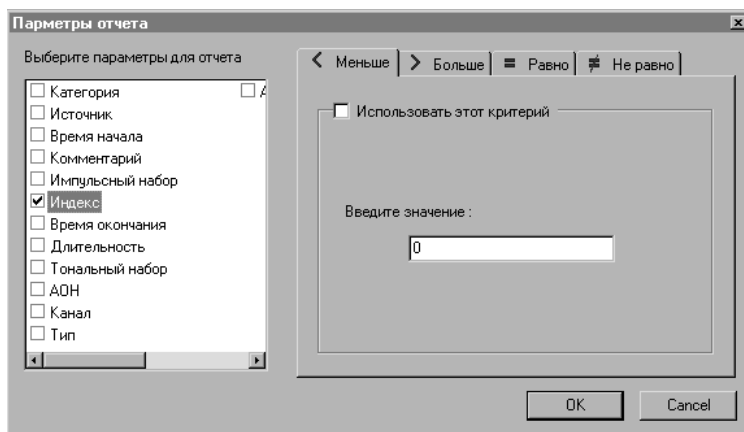 Парметры отчета
Выберите параметры для отчета
Категория
Источник
Время начала
Комментарий
Импульсный набор
Индекс
Время окончания
Длительность
Тональный набор
АОН
Канал
Тип
< Меньше > Больше = Равно ≠ Не равно
Использовать этот критерий
Введите значение :
0
OK Cancel